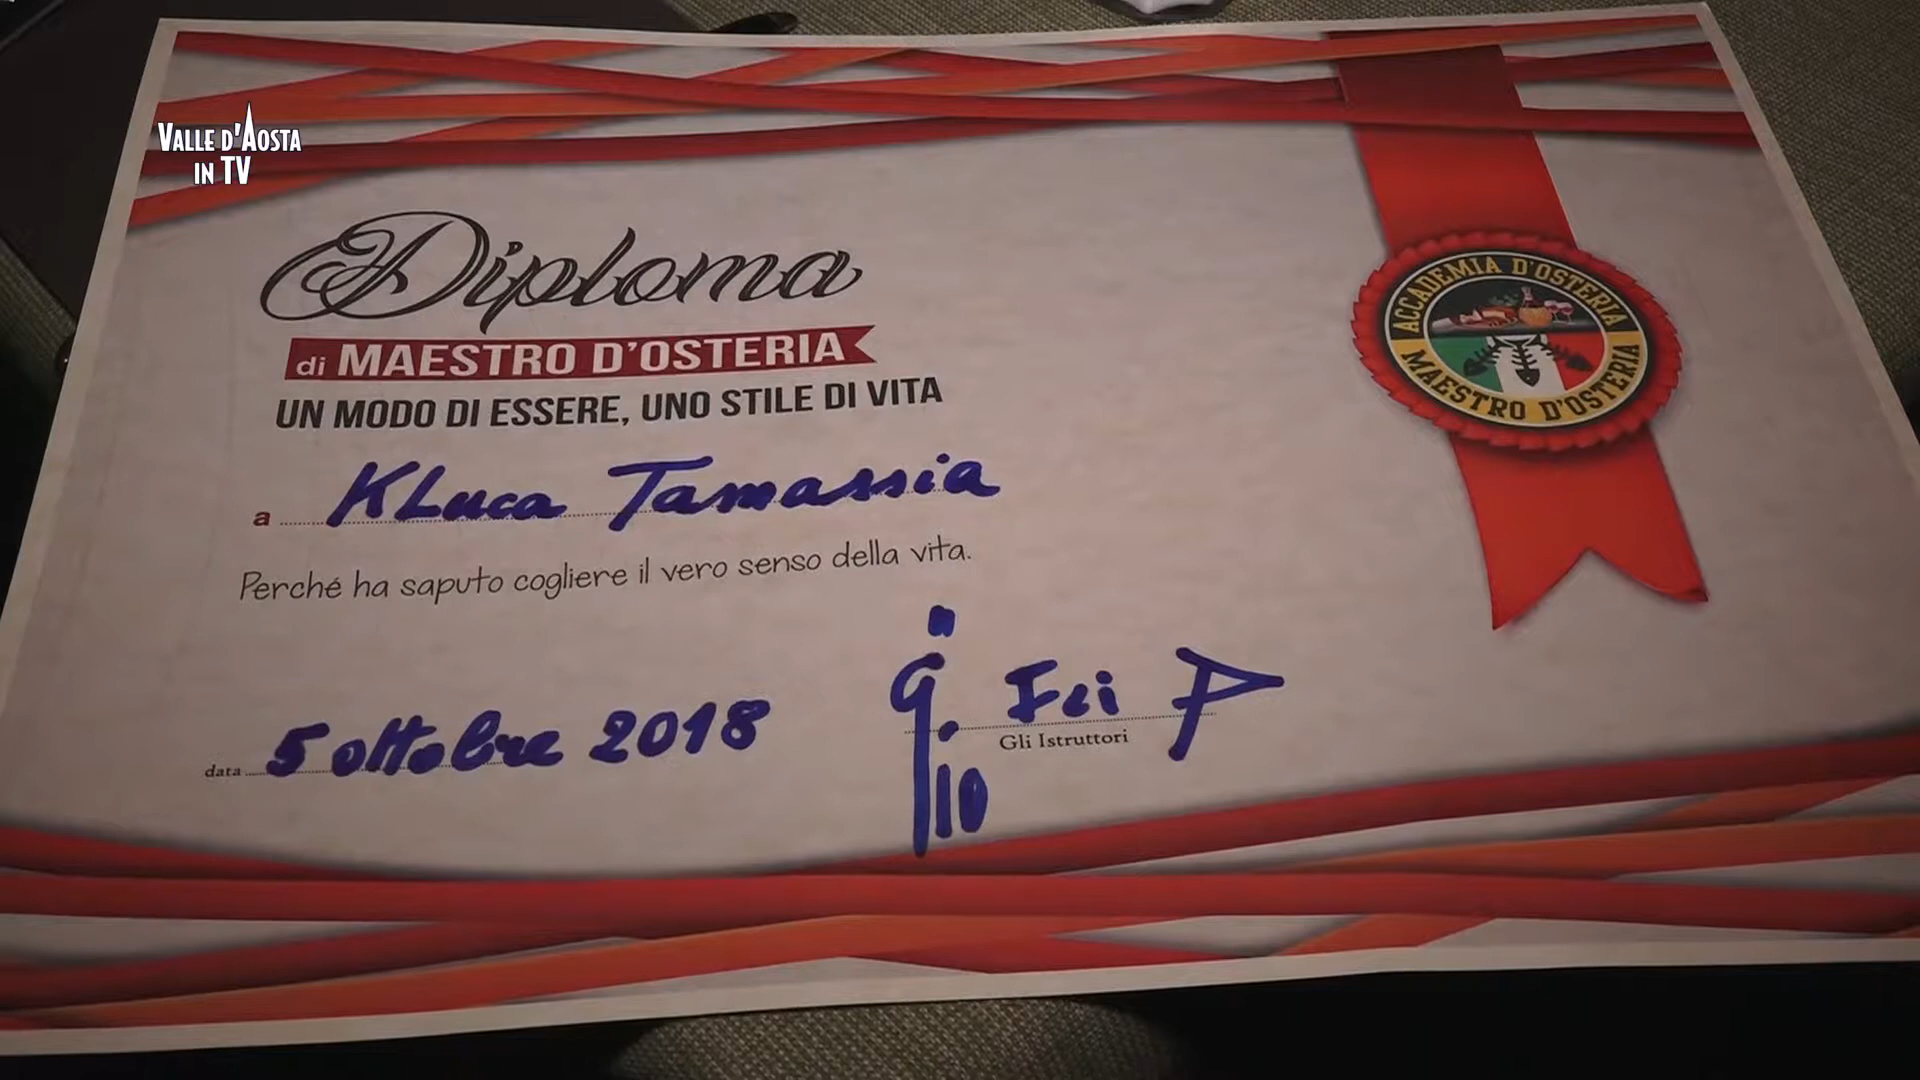 VALLE D'AOSTA
IN TV
Diploma
di MAESTRO D'OSTERIA
UN MODO DI ESSERE, UNO STILE DI VITA
a KLuca Tamassia
Perché ha saputo cogliere il vero senso della vita.
data 5 ottobre 2018
Gli Istruttori
ACCADEMIA D'OSTERIA
MAESTRO D'OSTERIA